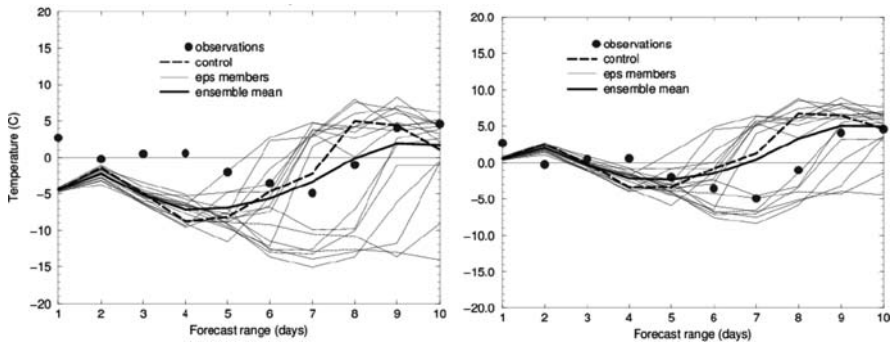 20
15
10
5
0
−5
−10
−15
−20
Temperature (C)
observations
control
eps members
ensemble mean
1 2 3 4 5 6 7 8 9 10
Forecast range (days)
20.0
15.0
10.0
5.0
0.0
−5.0
−10.0
−15.0
−20.0
observations
control
eps members
ensemble mean
1 2 3 4 5 6 7 8 9 10
Forecast range (days)